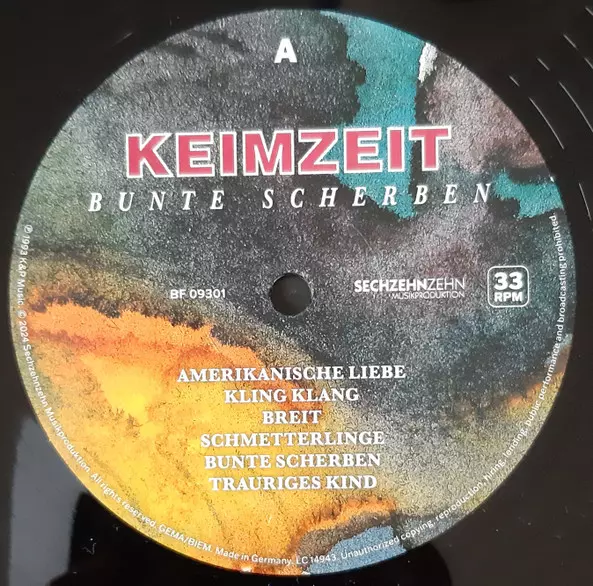 A
KEIMZEIT
BUNTE SCHERBEN
BF 09301
SECHZEHNZEHN
MUSIKPRODUKTION
33
RPM
AMERIKANISCHE LIEBE
KLING KLANG
BREIT
SCHMETTERLINGE
BUNTE SCHERBEN
TRAURIGES KIND
℗ 1993 K&P Music © 2024 Sechzehnzehn Musikproduktion. All rights reserved. GEMA/BIEM. Made in Germany. LC 14943. Unauthorized copying, reproduction, hiring, lending, public performance and broadcasting prohibited.